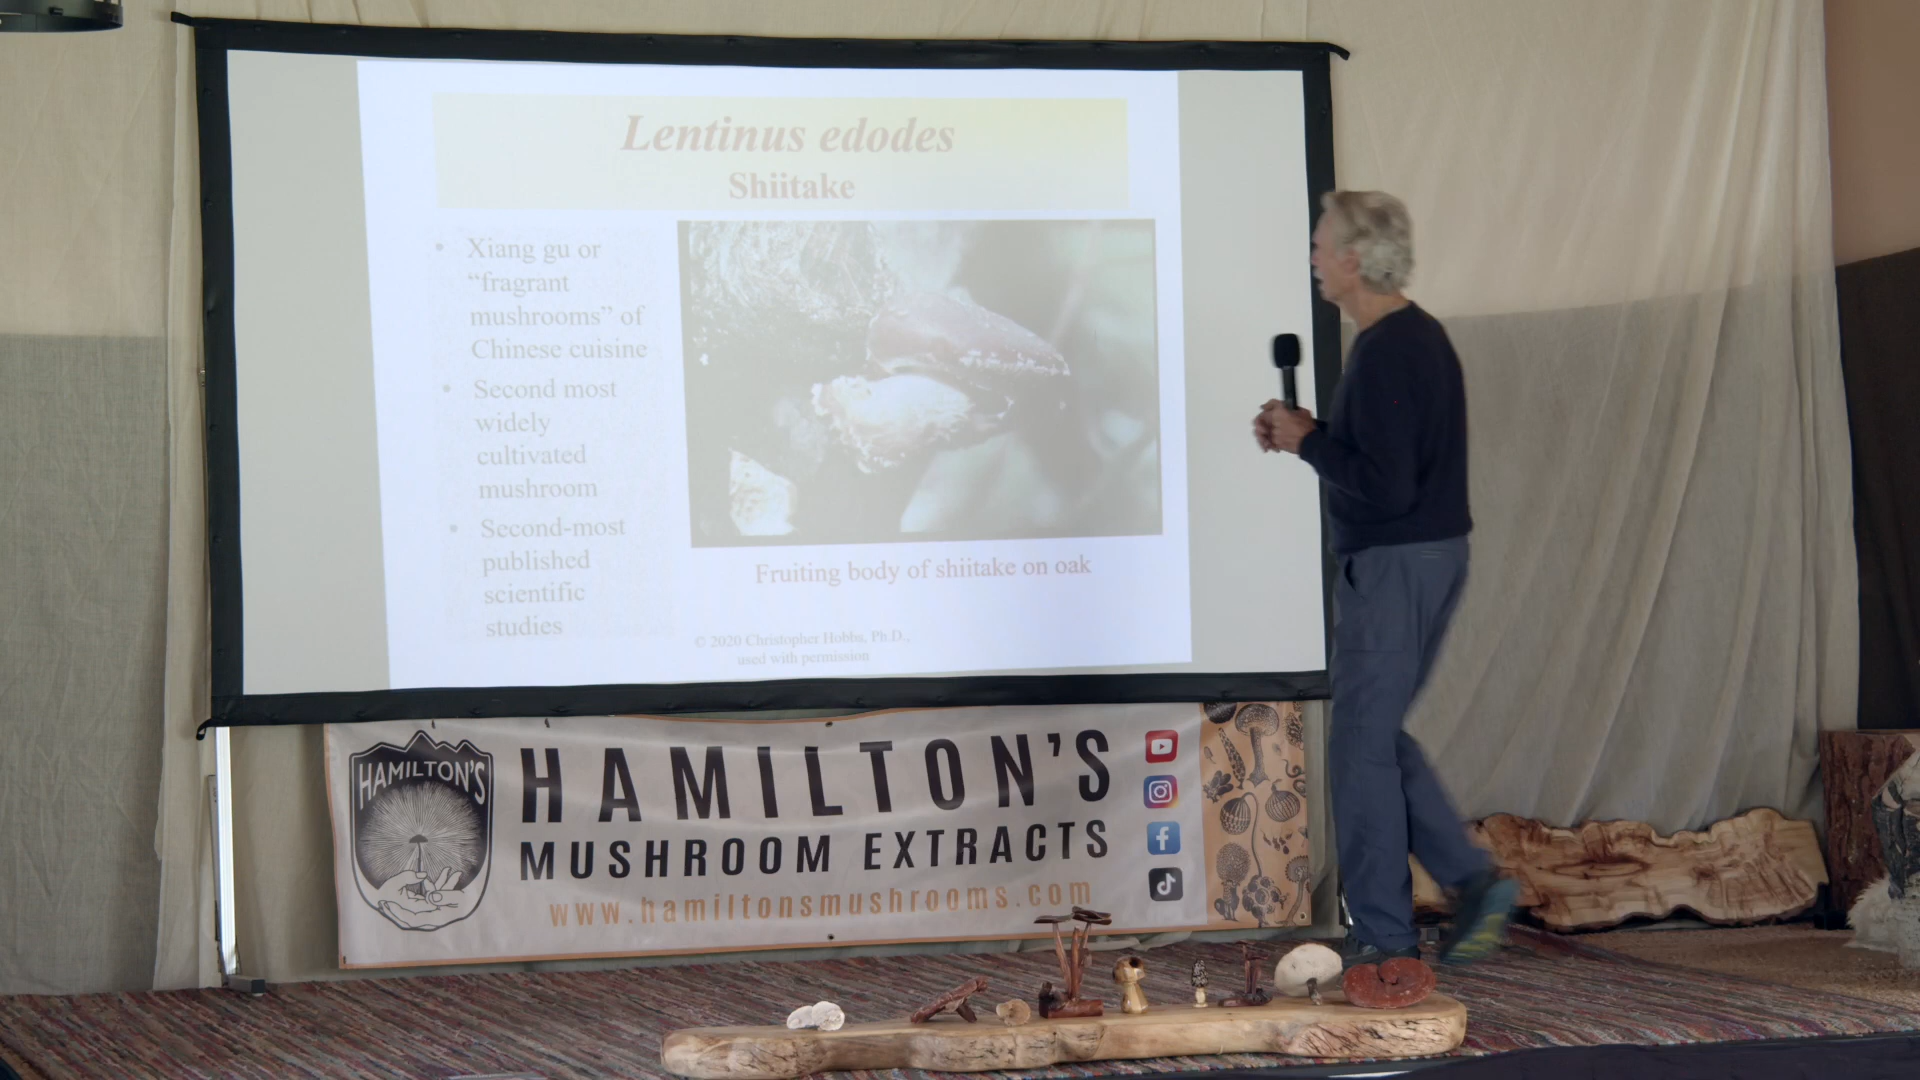 Lentinus edodes
Shiitake
• Xiang gu or
“fragrant
mushrooms” of
Chinese cuisine
• Second most
widely
cultivated
mushroom
• Second-most
published
scientific
studies
Fruiting body of shiitake on oak
© 2020 Christopher Hobbs, Ph.D.,
used with permission
HAMILTON'S
HAMILTON'S
MUSHROOM EXTRACTS
www.hamiltonsmushrooms.com